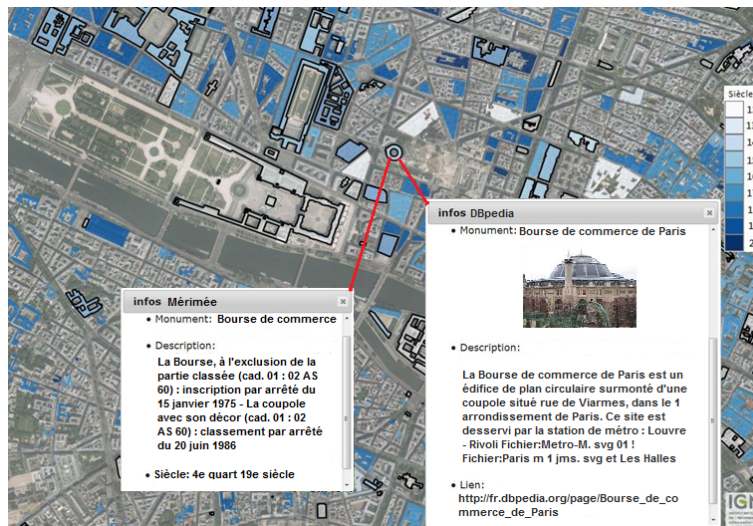 Siècle
infos DBpedia
• Monument: Bourse de commerce de Paris
• Description:
La Bourse de commerce de Paris est un
édifice de plan circulaire surmonté d'une
coupole situé rue de Viarmes, dans le 1
arrondissement de Paris. Ce site est
desservi par la station de métro : Louvre
- Rivoli Fichier:Metro-M. svg 01 !
Fichier:Paris m 1 jms. svg et Les Halles
• Lien:
http://fr.dbpedia.org/page/Bourse_de_co
mmerce_de_Paris
infos Mérimée
• Monument: Bourse de commerce
• Description:
La Bourse, à l'exclusion de la
partie classée (cad. 01 : 02 AS
60) : inscription par arrêté du
15 janvier 1975 - La coupole
avec son décor (cad. 01 : 02
AS 60) : classement par arrêté
du 20 juin 1986
• Siècle: 4e quart 19e siècle